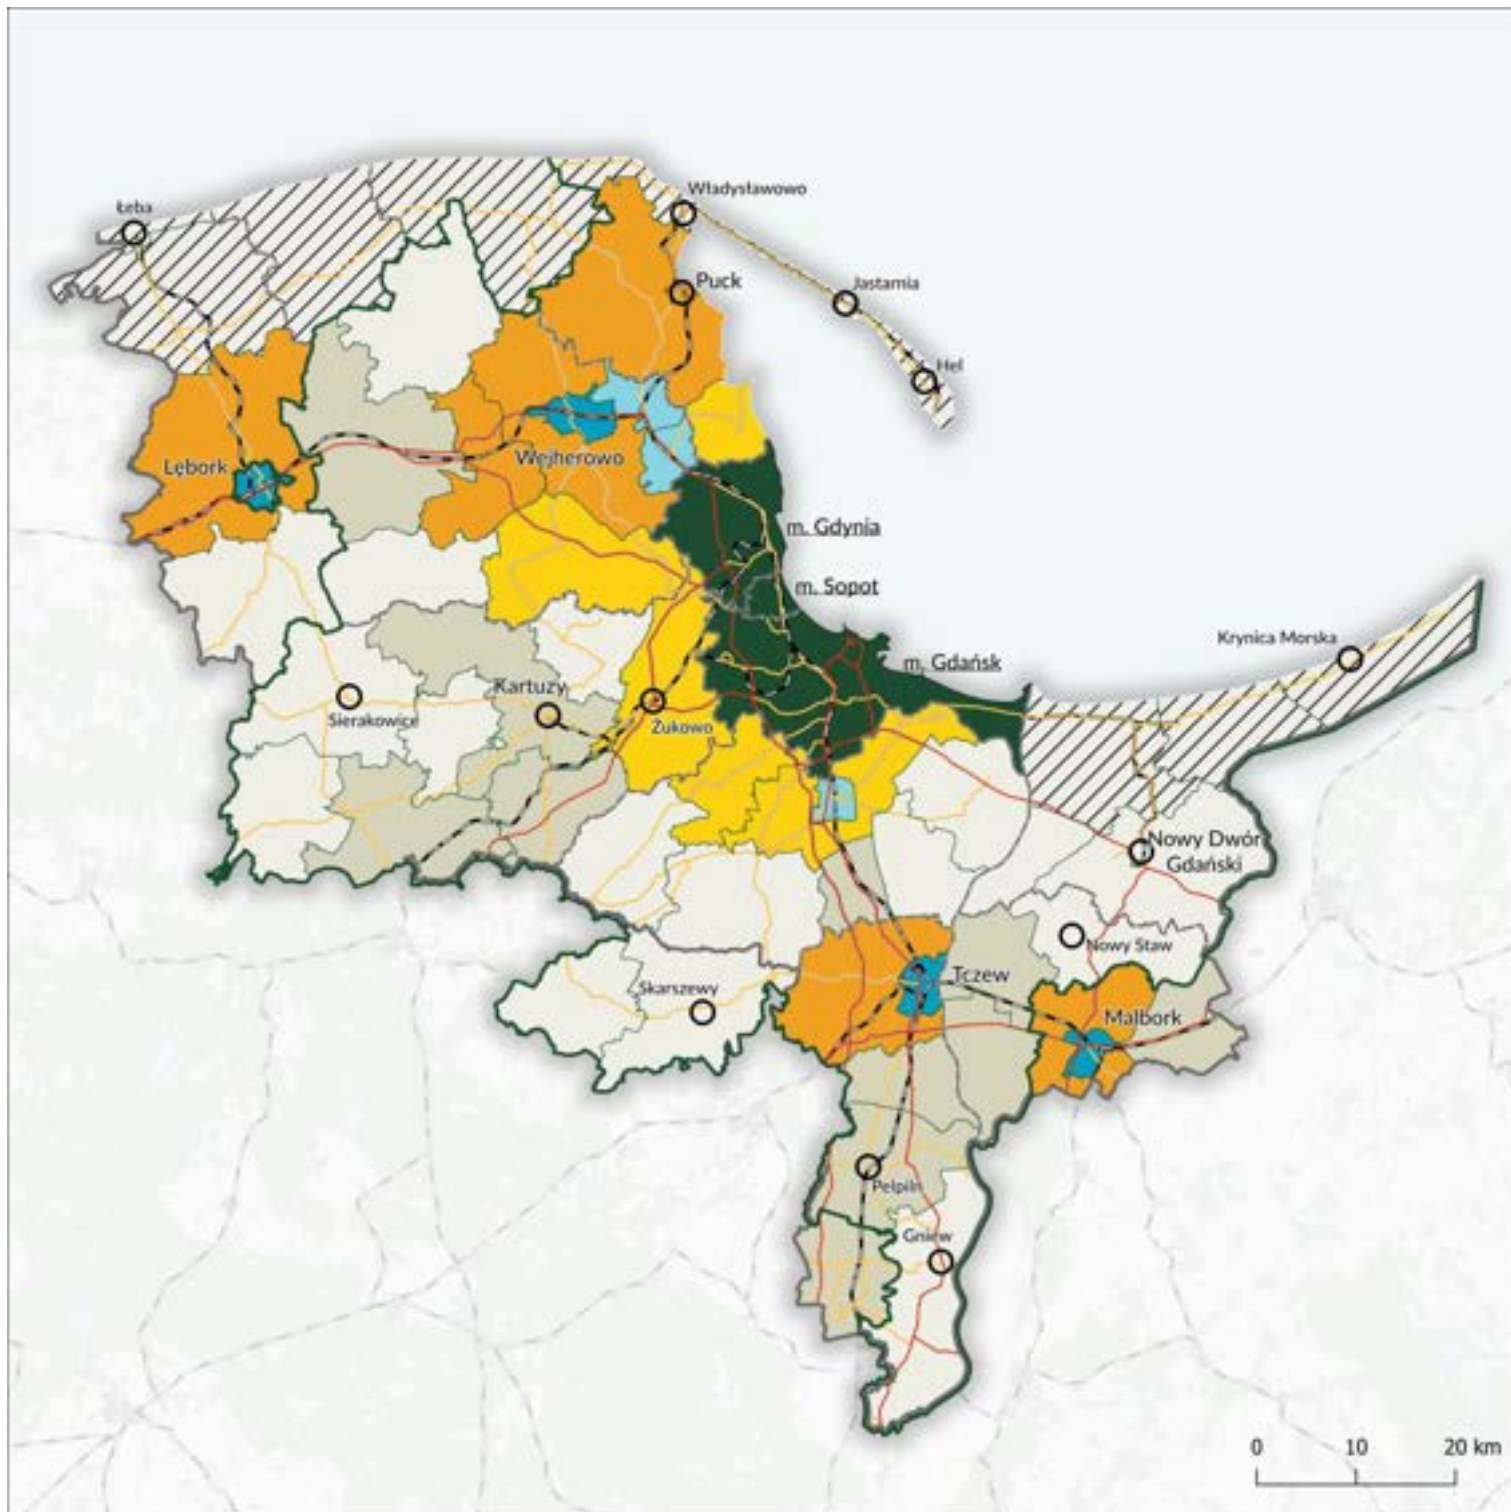 Łeba
Władysławowo
Puck
Jastarnia
Hel
Lębork
Wejherowo
m. Gdynia
m. Sopot
Krynica Morska
m. Gdańsk
Kartuzy
Sierakowice
Żukowo
Nowy Dwór
Gdański
Nowy Staw
Tczew
Skarszewy
Malbork
Pelplin
Gniew
0 10 20 km